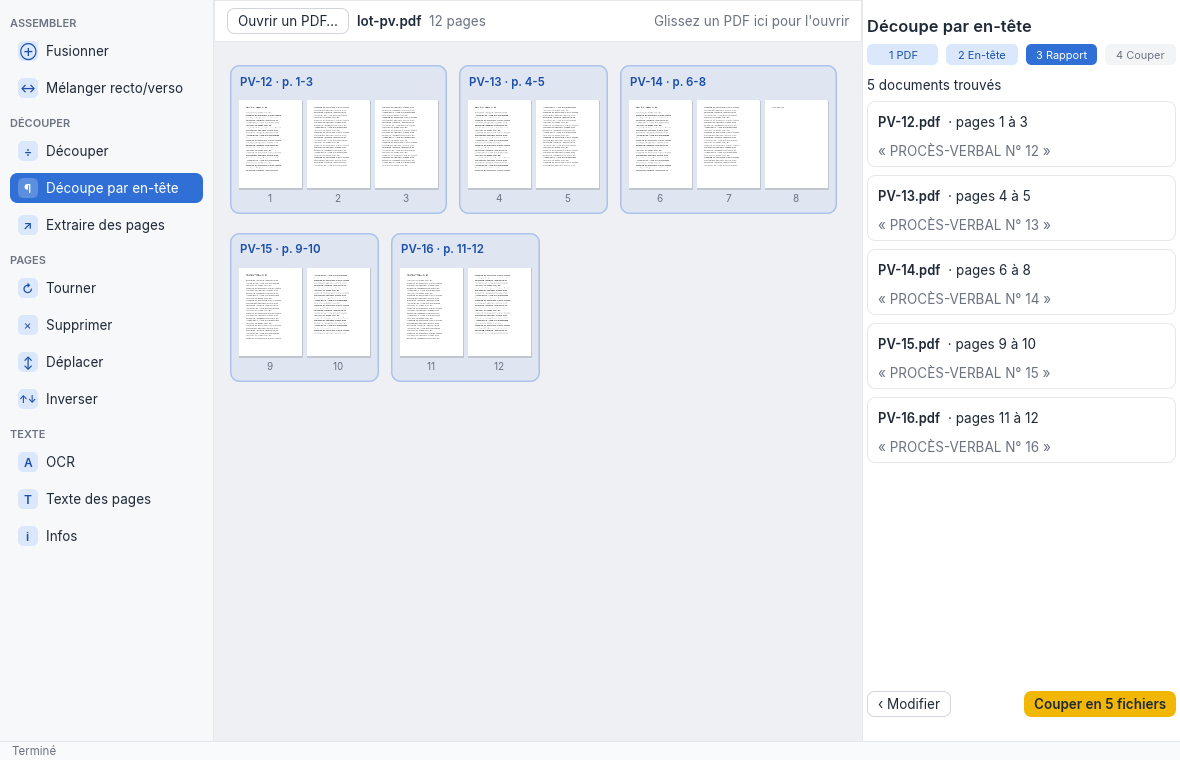 ASSEMBLER
Fusionner
Mélanger recto/verso
DÉCOUPER
Découper
¶ Découpe par en-tête
Extraire des pages
PAGES
Tourner
Supprimer
Déplacer
Inverser
TEXTE
A OCR
T Texte des pages
i Infos
Ouvrir un PDF... lot-pv.pdf 12 pages Glissez un PDF ici pour l'ouvrir
PV-12 · p. 1-3
1 2 3
PV-13 · p. 4-5
4 5
PV-14 · p. 6-8
6 7 8
PV-15 · p. 9-10
9 10
PV-16 · p. 11-12
11 12
Découpe par en-tête
1 PDF 2 En-tête 3 Rapport 4 Couper
5 documents trouvés
PV-12.pdf · pages 1 à 3
« PROCÈS-VERBAL N° 12 »
PV-13.pdf · pages 4 à 5
« PROCÈS-VERBAL N° 13 »
PV-14.pdf · pages 6 à 8
« PROCÈS-VERBAL N° 14 »
PV-15.pdf · pages 9 à 10
« PROCÈS-VERBAL N° 15 »
PV-16.pdf · pages 11 à 12
« PROCÈS-VERBAL N° 16 »
‹ Modifier Couper en 5 fichiers
Terminé